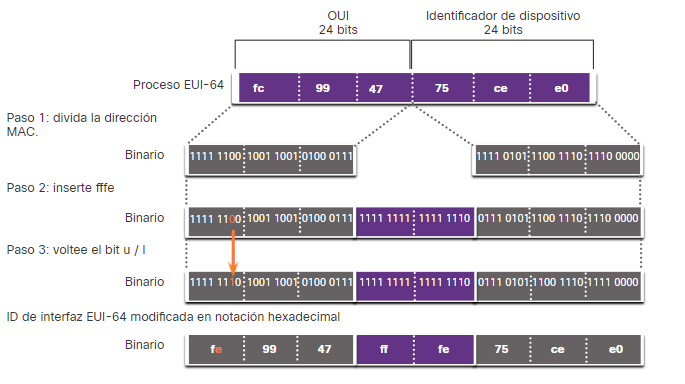 OUI
24 bits
Identificador de dispositivo
24 bits
Proceso EUI-64
fc 99 47 75 ce e0
Paso 1: divida la dirección
MAC.
Binario
1111 1100 1001 1001 0100 0111 1111 0101 1100 1110 1110 0000
Paso 2: inserte fffe
Binario
1111 1100 1001 1001 0100 0111 1111 1111 1111 1110 0111 0101 1100 1110 1110 0000
Paso 3: voltee el bit u / l
Binario
1111 1110 1001 1001 0100 0111 1111 1111 1111 1110 0111 0101 1100 1110 1110 0000
ID de interfaz EUI-64 modificada en notación hexadecimal
Binario
fe 99 47 ff fe 75 ce e0